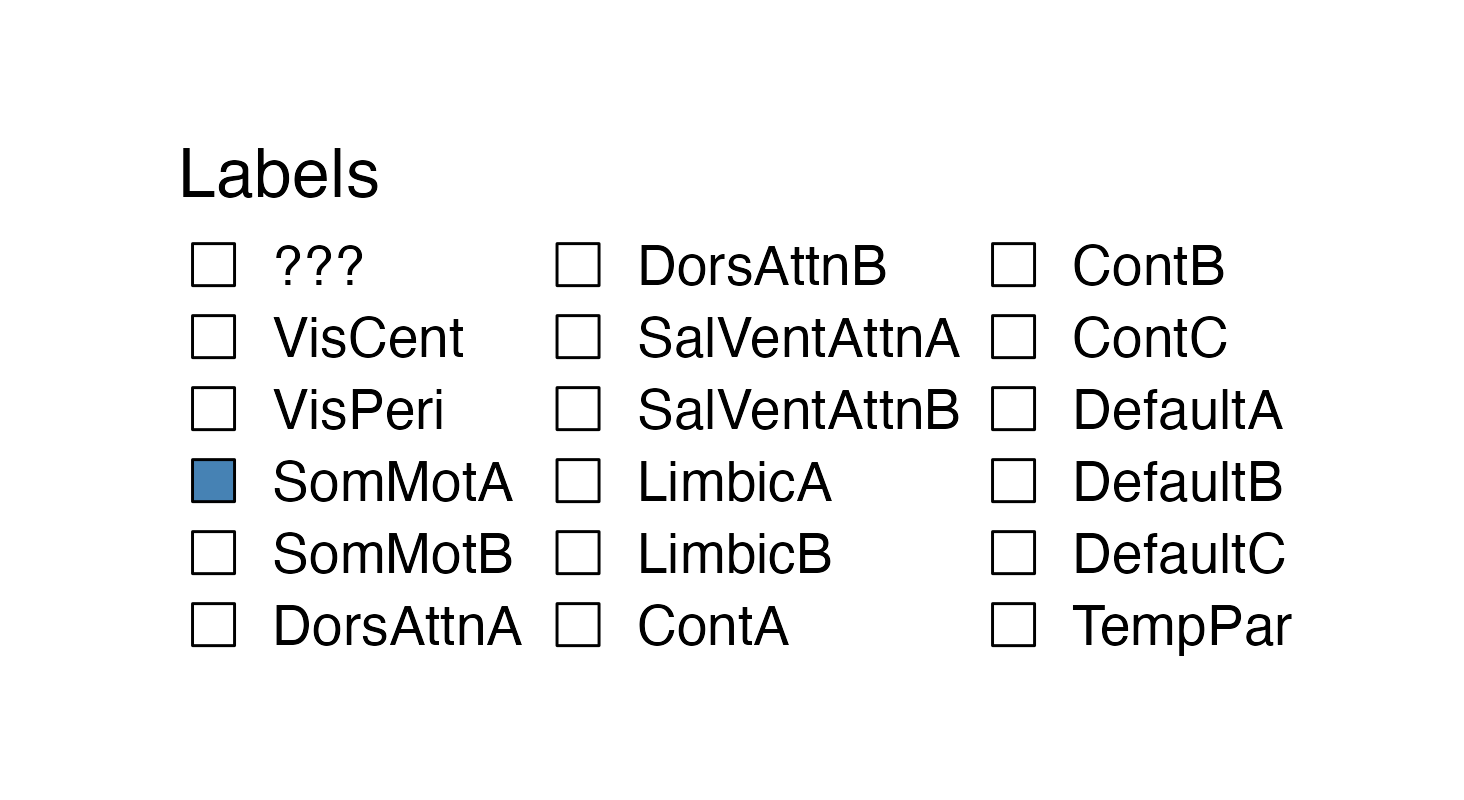 Labels
???
VisCent
VisPeri
SomMotA
SomMotB
DorsAttnA
DorsAttnB
SalVentAttnA
SalVentAttnB
LimbicA
LimbicB
ContA
ContB
ContC
DefaultA
DefaultB
DefaultC
TempPar